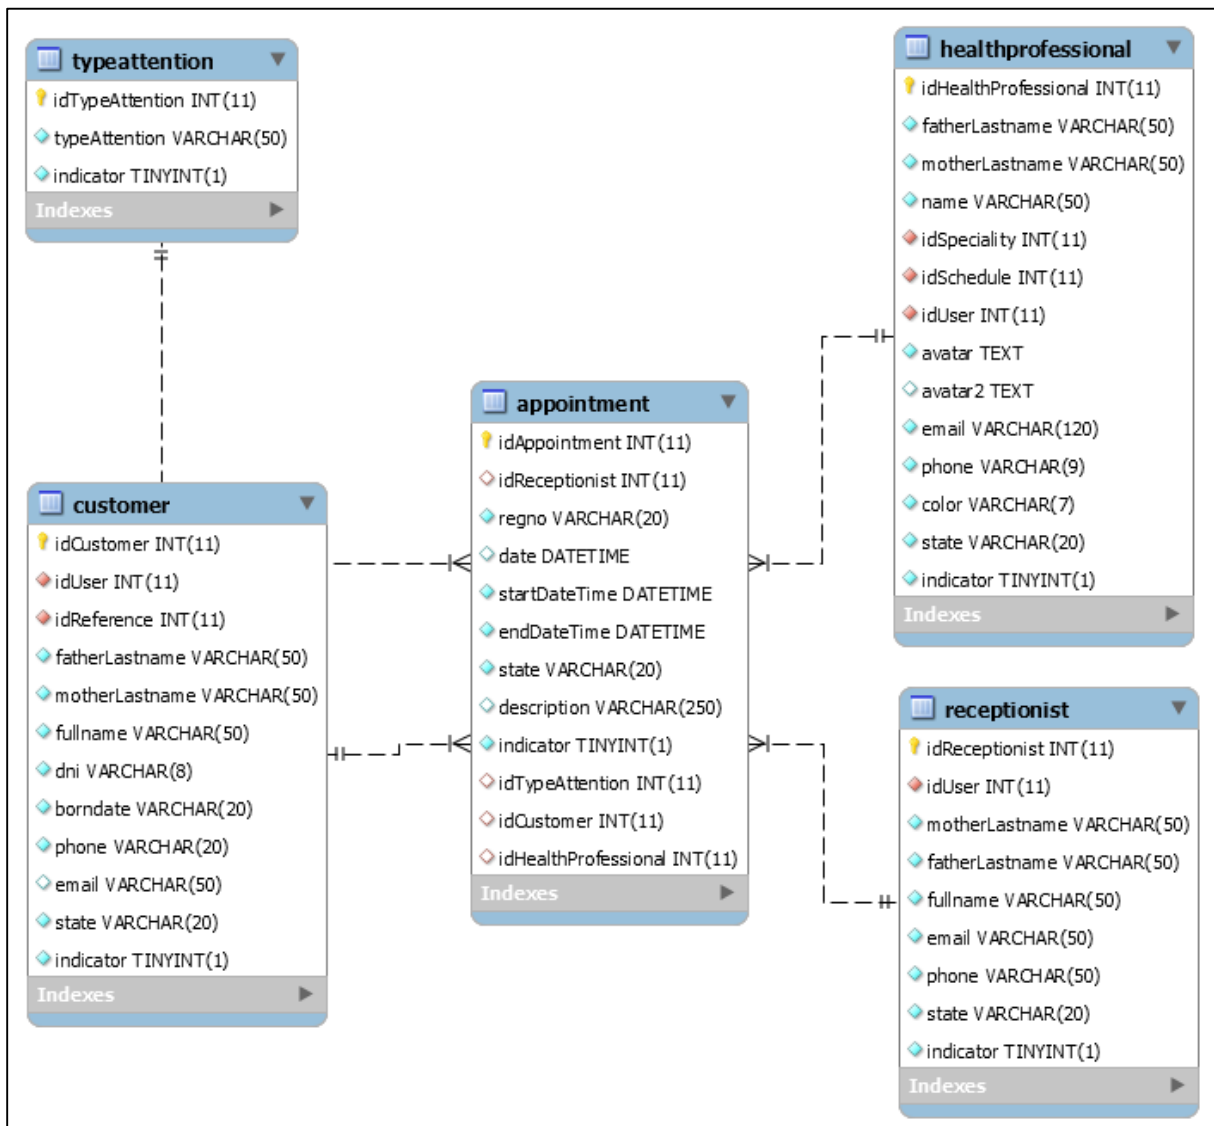 typeattention
idTypeAttention INT(11)
typeAttention VARCHAR(50)
indicator TINYINT(1)
Indexes
customer
idCustomer INT(11)
idUser INT(11)
idReference INT(11)
fatherLastname VARCHAR(50)
motherLastname VARCHAR(50)
fullname VARCHAR(50)
dni VARCHAR(8)
borndate VARCHAR(20)
phone VARCHAR(20)
email VARCHAR(50)
state VARCHAR(20)
indicator TINYINT(1)
Indexes
appointment
idAppointment INT(11)
idReceptionist INT(11)
regno VARCHAR(20)
date DATETIME
startDateTime DATETIME
endDateTime DATETIME
state VARCHAR(20)
description VARCHAR(250)
indicator TINYINT(1)
idTypeAttention INT(11)
idCustomer INT(11)
idHealthProfessional INT(11)
Indexes
healthprofessional
idHealthProfessional INT(11)
fatherLastname VARCHAR(50)
motherLastname VARCHAR(50)
name VARCHAR(50)
idSpeciality INT(11)
idSchedule INT(11)
idUser INT(11)
avatar TEXT
avatar2 TEXT
email VARCHAR(120)
phone VARCHAR(9)
color VARCHAR(7)
state VARCHAR(20)
indicator TINYINT(1)
Indexes
receptionist
idReceptionist INT(11)
idUser INT(11)
motherLastname VARCHAR(50)
fatherLastname VARCHAR(50)
fullname VARCHAR(50)
email VARCHAR(50)
phone VARCHAR(50)
state VARCHAR(20)
indicator TINYINT(1)
Indexes